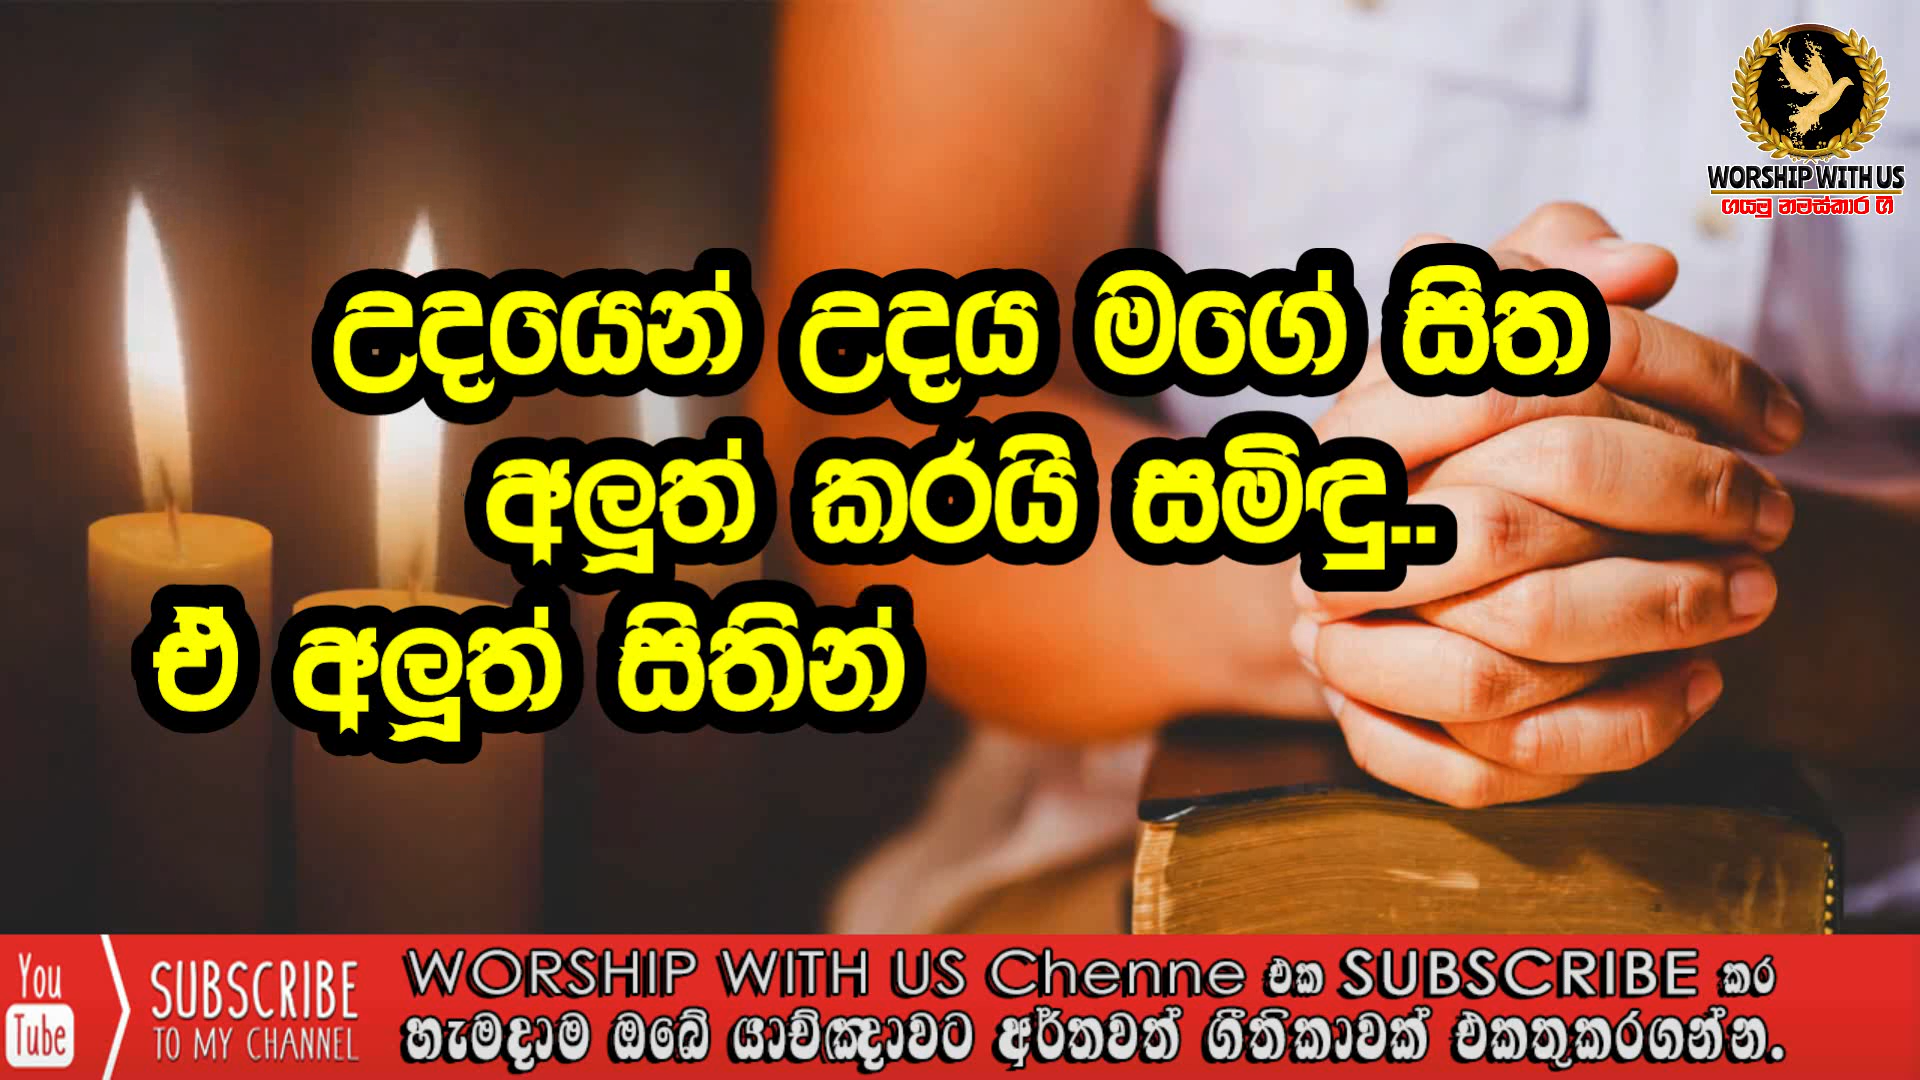 WORSHIP WITH US
ගයමු නමස්කාර ගී
උදයෙන් උදය මගේ සිත
අලුත් කරයි සමිඳු..
ඒ අලුත් සිතින්
You Tube
SUBSCRIBE
TO MY CHANNEL
WORSHIP WITH US Chenne එක SUBSCRIBE කර
හැමදාම ඔබේ යාච්ඤාවට අර්තවත් ගීතිකාවක් එකතුකරගන්න.